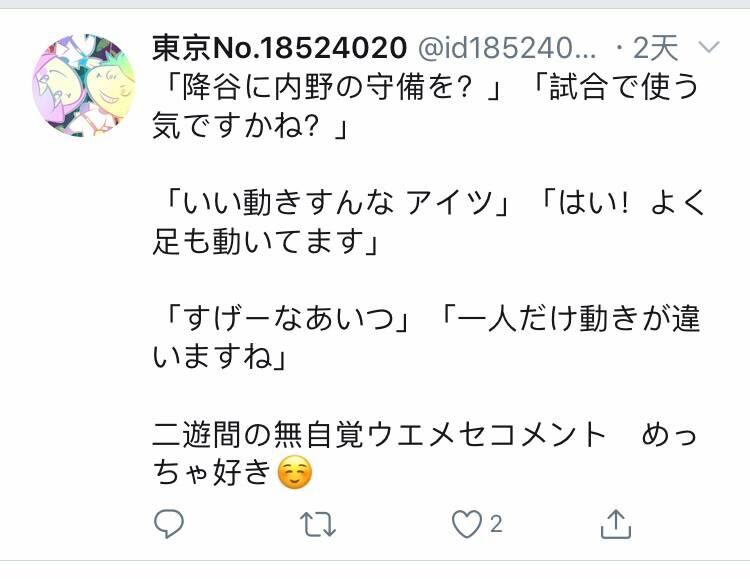 東京No.18524020 @id185240... ·2天
「降谷に内野の守備を？」「試合で使う
気ですかね？」
「いい動きすんな アイツ」「はい！よく
足も動いてます」
「すげーなあいつ」「一人だけ動きが違
いますね」
二遊間の無自覚ウエメセコメント　めっ
ちゃ好き☺️
2